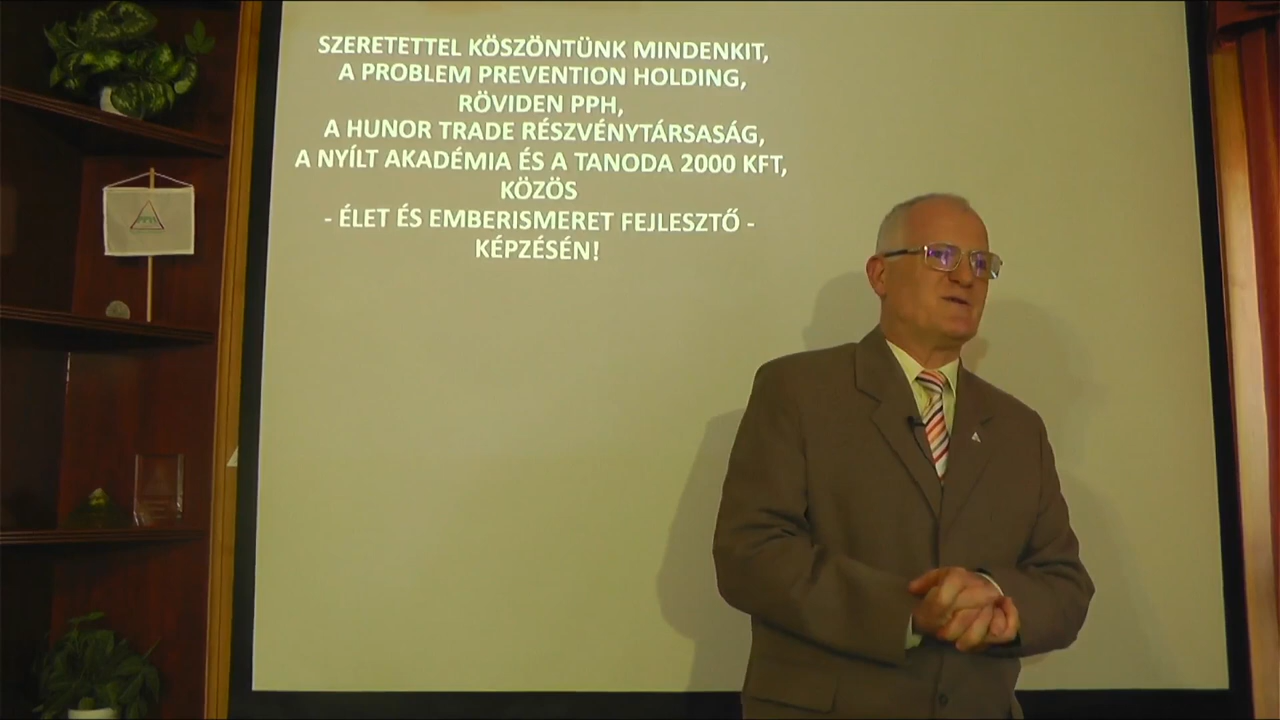 SZERETETTEL KÖSZÖNTÜNK MINDENKIT,
A PROBLEM PREVENTION HOLDING,
RÖVIDEN PPH,
A HUNOR TRADE RÉSZVÉNYTÁRSASÁG,
A NYÍLT AKADÉMIA ÉS A TANODA 2000 KFT,
KÖZÖS
- ÉLET ÉS EMBERISMERET FEJLESZTŐ -
KÉPZÉSÉN!